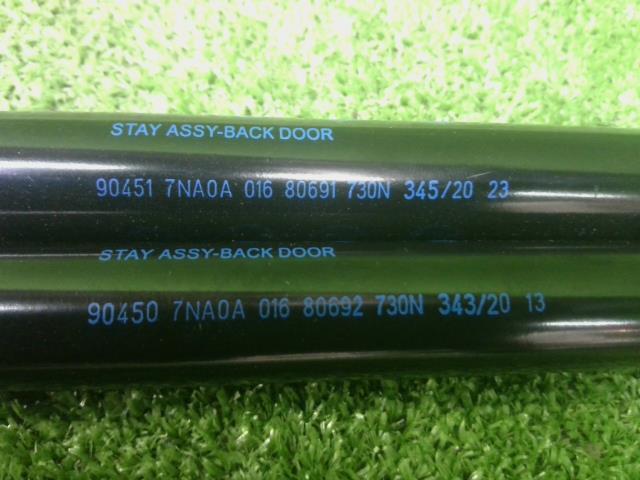 STAY ASSY-BACK DOOR
90451 7NA0A 016 80691 730N 345/20 23
STAY ASSY-BACK DOOR
90450 7NA0A 016 80692 730N 343/20 13